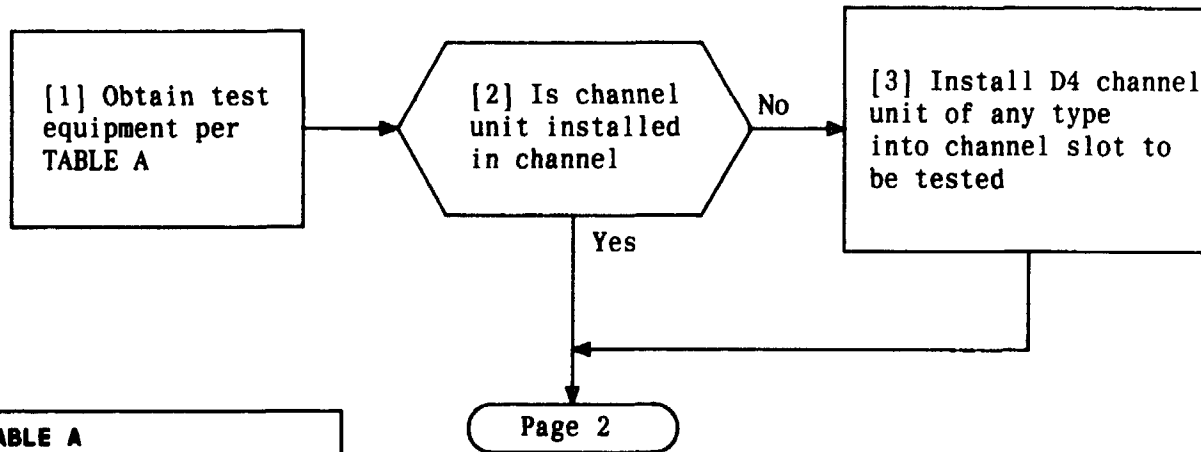 [1] Obtain test
equipment per
TABLE A
[2] Is channel
unit installed
in channel
No
[3] Install D4 channel
unit of any type
into channel slot to
be tested
Yes
Page 2
ABLE A